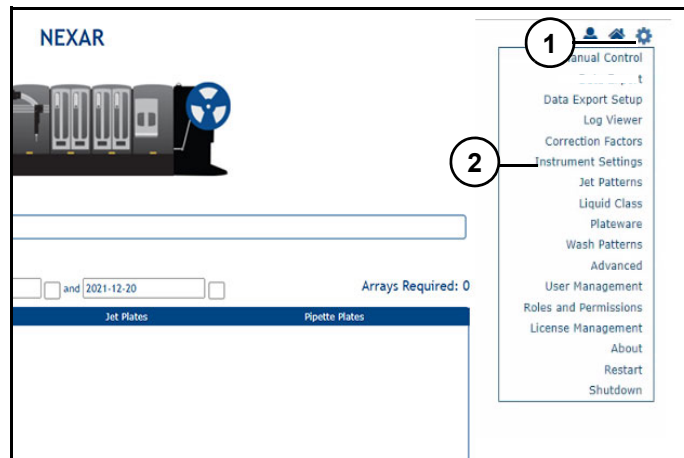 NEXAR
1
anual Control
t
Data Export Setup
Log Viewer
Correction Factors
2
Instrument Settings
Jet Patterns
Liquid Class
Plateware
Wash Patterns
Advanced
and 2021-12-20
Arrays Required: 0
User Management
Jet Plates
Pipette Plates
Roles and Permissions
License Management
About
Restart
Shutdown